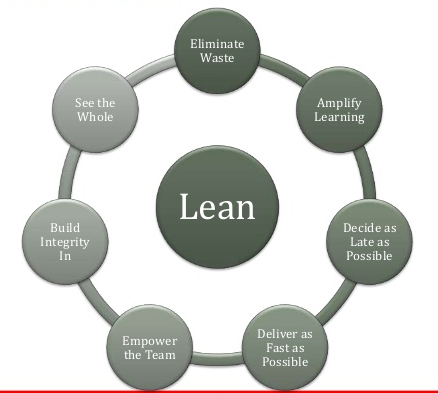 Eliminate
Waste
Amplify
Learning
Decide as
Late as
Possible
Deliver as
Fast as
Possible
Empower
the Team
Build
Integrity
In
See the
Whole
Lean